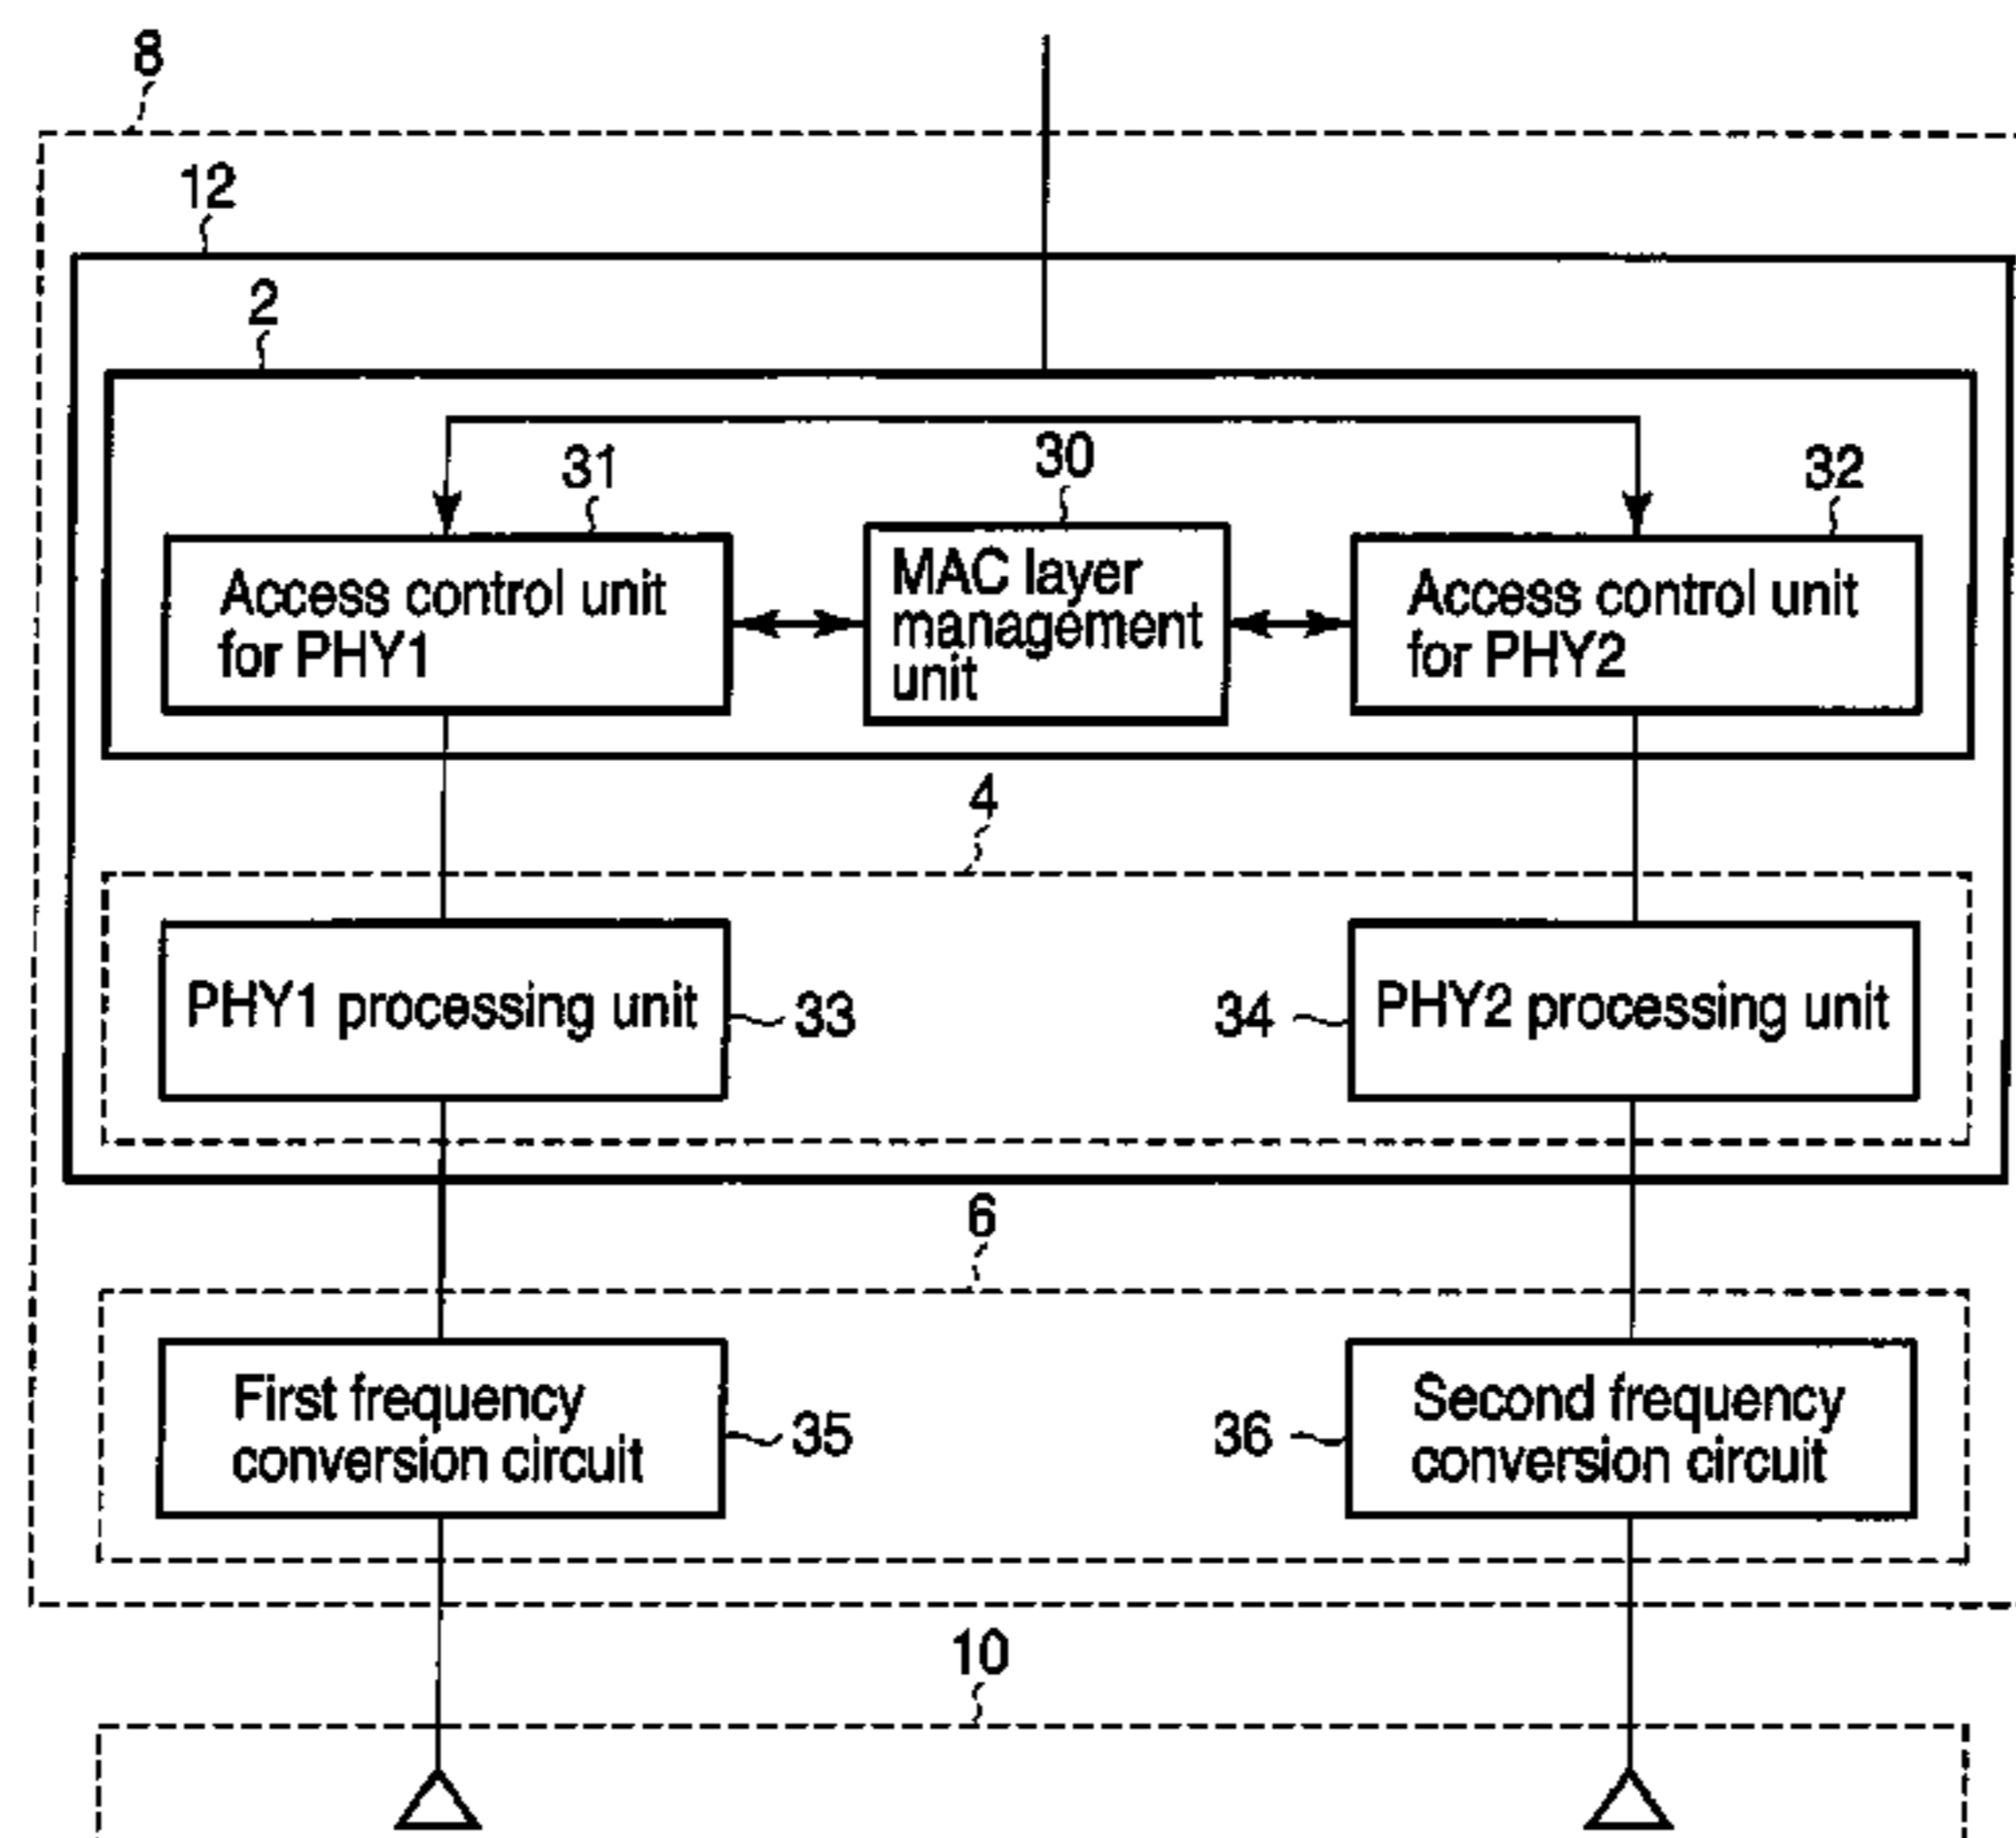 8
12
2
31
30
32
Access control unit
for PHY1
MAC layer
management
unit
Access control unit
for PHY2
4
PHY1 processing unit
33
34
PHY2 processing unit
6
First frequency
conversion circuit
35
36
Second frequency
conversion circuit
10